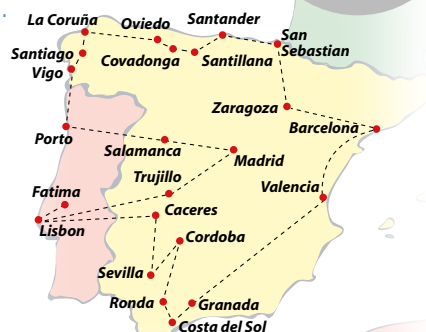 La Coruña
Oviedo
Santander
San
Sebastian
Santiago
Covadonga
Santillana
Vigo
Zaragoza
Barcelona
Porto
Salamanca
Madrid
Trujillo
Valencia
Fatima
Caceres
Lisbon
Cordoba
Sevilla
Ronda
Granada
Costa del Sol